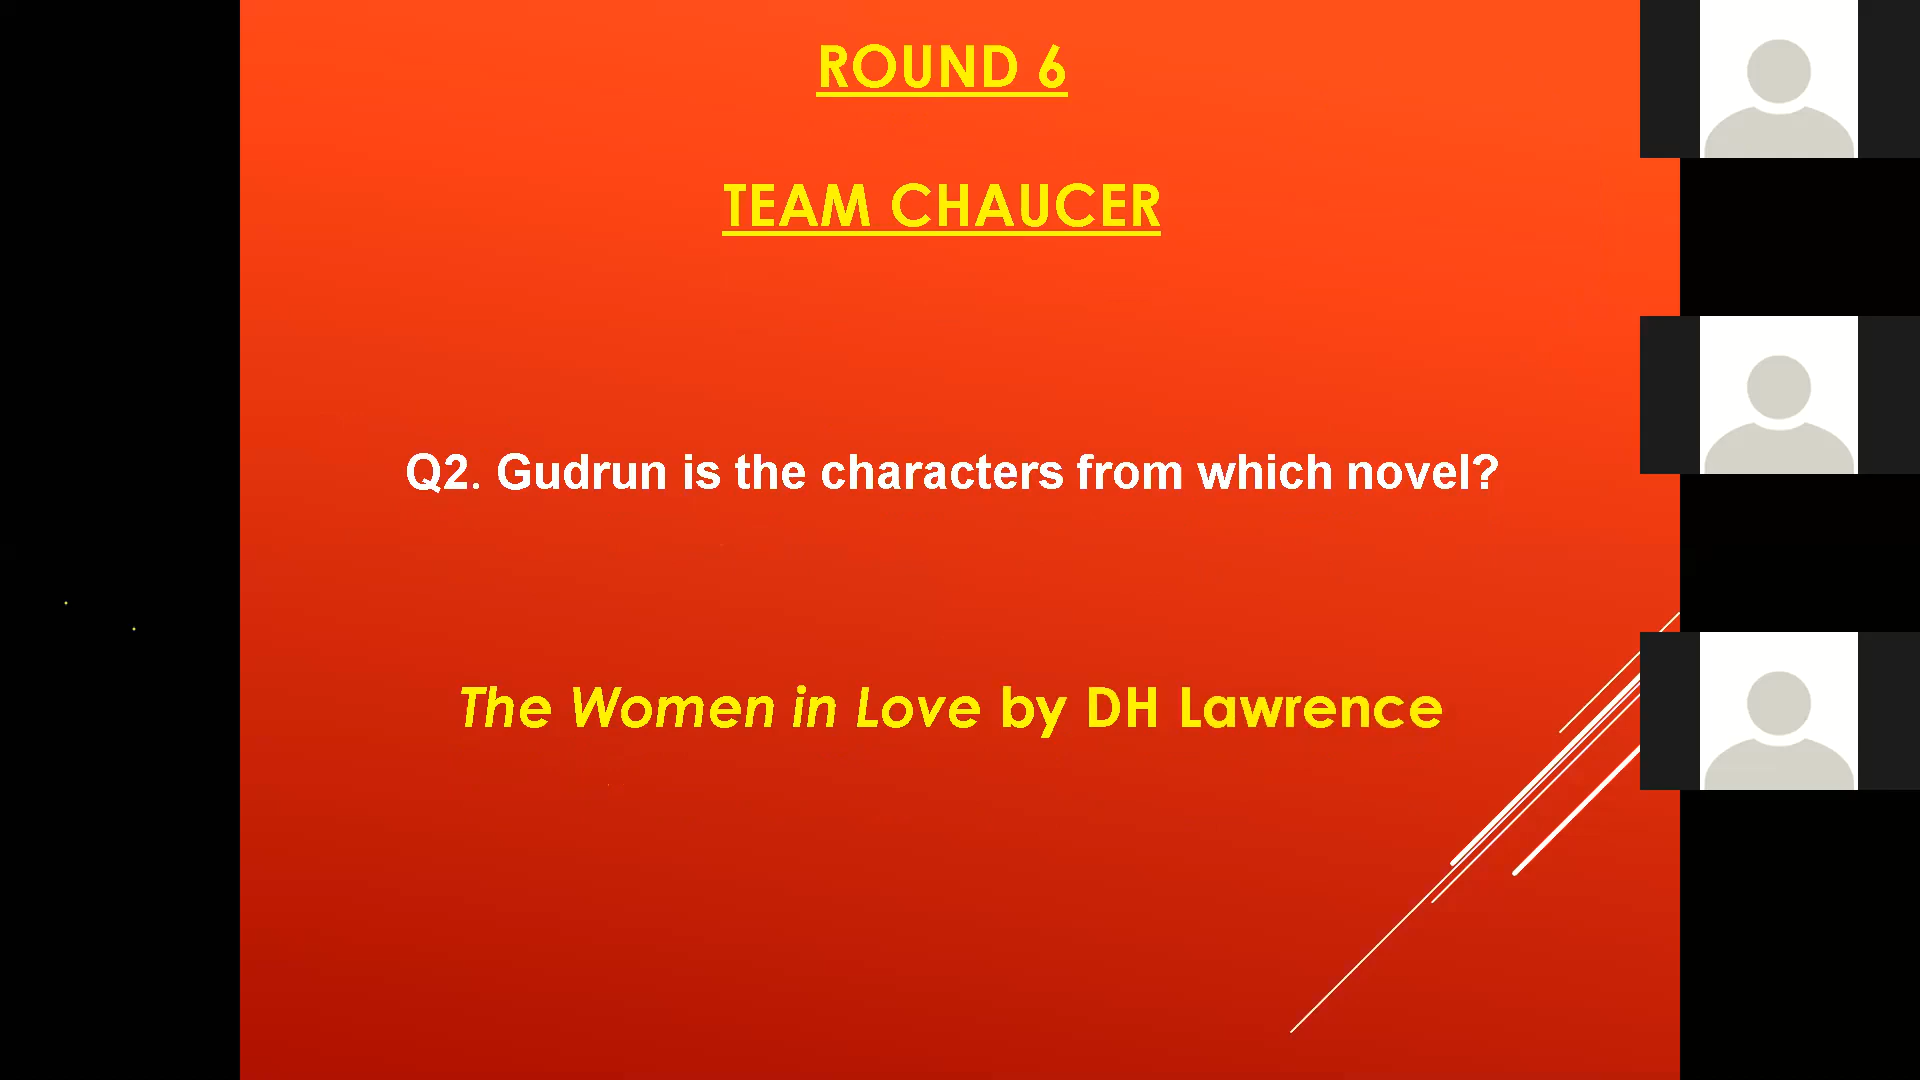 ROUND 6
TEAM CHAUCER
Q2. Gudrun is the characters from which novel?
The Women in Love by DH Lawrence